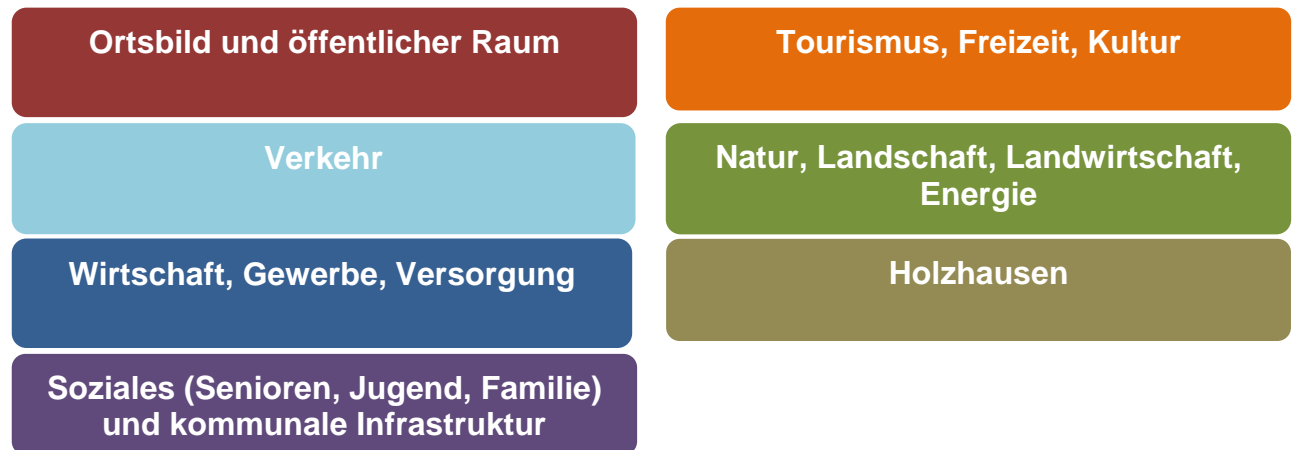 Ortsbild und öffentlicher Raum
Tourismus, Freizeit, Kultur
Verkehr
Natur, Landschaft, Landwirtschaft,
Energie
Wirtschaft, Gewerbe, Versorgung
Holzhausen
Soziales (Senioren, Jugend, Familie)
und kommunale Infrastruktur